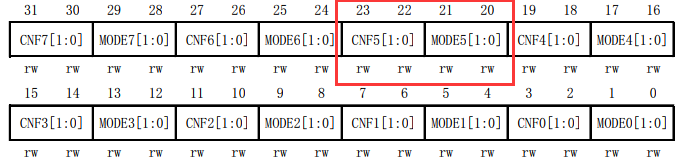 31 30 29 28 27 26 25 24 23 22 21 20 19 18 17 16
CNF7[1:0] MODE7[1:0] CNF6[1:0] MODE6[1:0] CNF5[1:0] MODE5[1:0] CNF4[1:0] MODE4[1:0]
rw rw rw rw rw rw rw rw rw rw rw rw rw rw rw rw
15 14 13 12 11 10 9 8 7 6 5 4 3 2 1 0
CNF3[1:0] MODE3[1:0] CNF2[1:0] MODE2[1:0] CNF1[1:0] MODE1[1:0] CNF0[1:0] MODE0[1:0]
rw rw rw rw rw rw rw rw rw rw rw rw rw rw rw rw